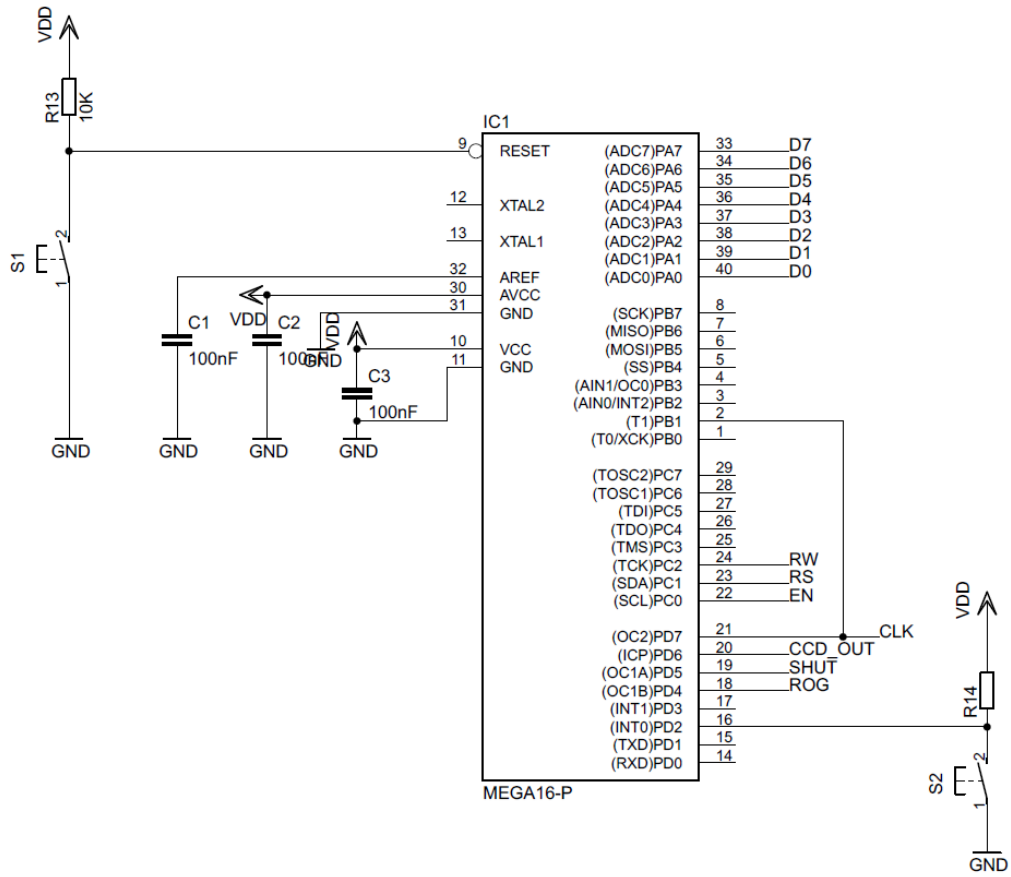 VDD
R13
10K
S1
2
1
GND
C1
100nF
GND
VDD
C2
100nF
GND
GND
VDD
C3
100nF
GND
IC1
9 RESET
12 XTAL2
13 XTAL1
32 AREF
30 AVCC
31 GND
10 VCC
11 GND
(ADC7)PA7 33 D7
(ADC6)PA6 34 D6
(ADC5)PA5 35 D5
(ADC4)PA4 36 D4
(ADC3)PA3 37 D3
(ADC2)PA2 38 D2
(ADC1)PA1 39 D1
(ADC0)PA0 40 D0
(SCK)PB7 8
(MISO)PB6 7
(MOSI)PB5 6
(SS)PB4 5
(AIN1/OC0)PB3 4
(AIN0/INT2)PB2 3
(T1)PB1 2
(T0/XCK)PB0 1
(TOSC2)PC7 29
(TOSC1)PC6 28
(TDI)PC5 27
(TDO)PC4 26
(TMS)PC3 25
(TCK)PC2 24 RW
(SDA)PC1 23 RS
(SCL)PC0 22 EN
(OC2)PD7 21 CLK
(ICP)PD6 20 CCD_OUT
(OC1A)PD5 19 SHUT
(OC1B)PD4 18 ROG
(INT1)PD3 17
(INT0)PD2 16
(TXD)PD1 15
(RXD)PD0 14
MEGA16-P
VDD
R14
S2
2
1
GND